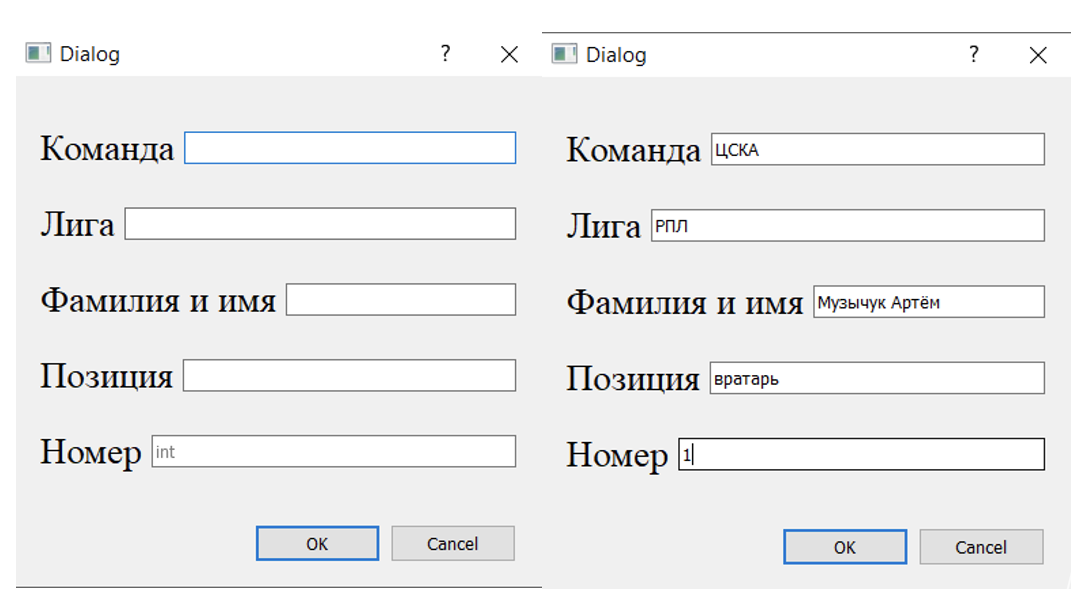 Dialog ?
Команда
Лига
Фамилия и имя
Позиция
Номер int
OK Cancel
Dialog ?
Команда ЦСКА
Лига РПЛ
Фамилия и имя Музычук Артём
Позиция вратарь
Номер 1
OK Cancel